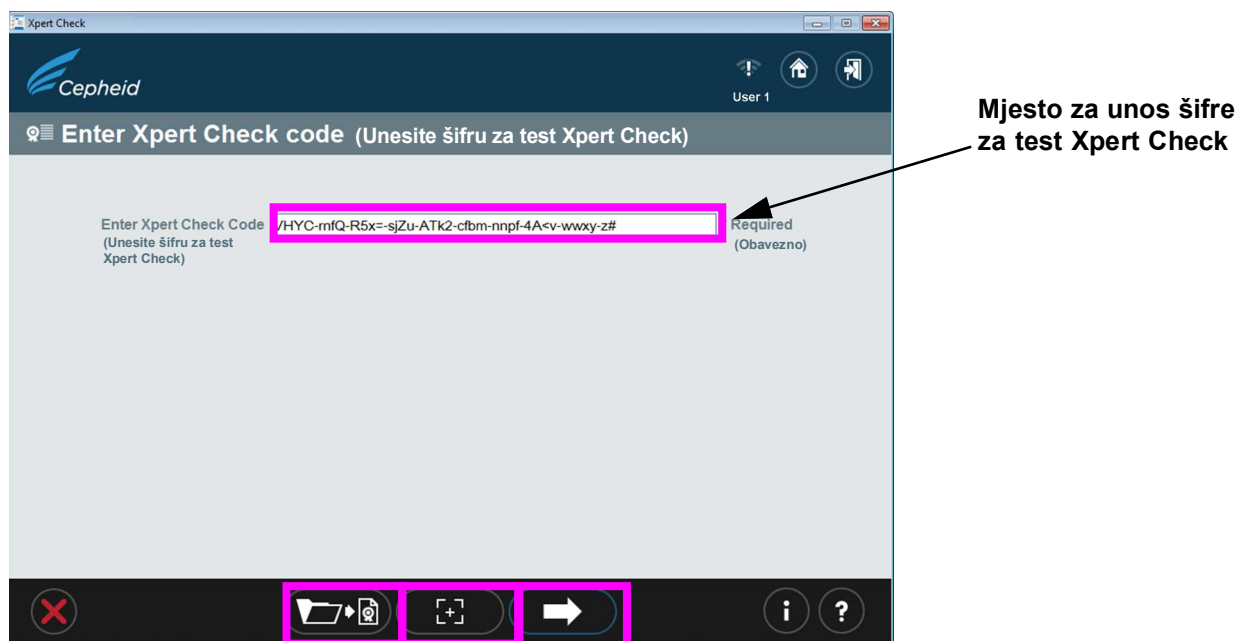 Xpert Check
Cepheid
User 1
Enter Xpert Check code (Unesite šifru za test Xpert Check)
Mjesto za unos šifre
za test Xpert Check
Enter Xpert Check Code
(Unesite šifru za test
Xpert Check)
/HYC-rnfQ-R5x=-sjZu-ATk2-cfbm-nnpf-4A<v-wwxy-z#
Required
(Obavezno)
i
?